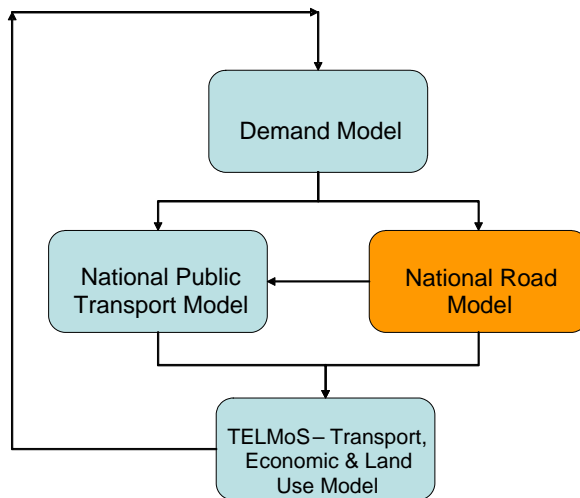 Demand Model
National Public
Transport Model
National Road
Model
TELMoS – Transport,
Economic & Land
Use Model